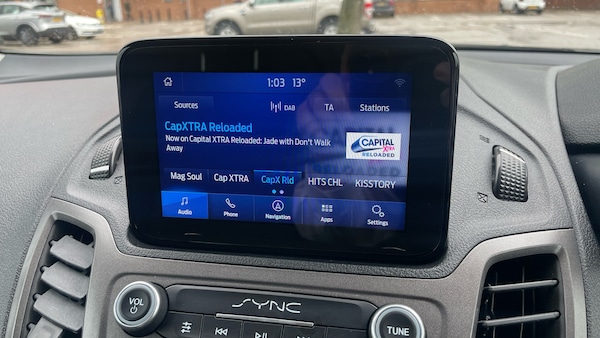 1:03 13°
Sources DAB TA Stations
CapXTRA Reloaded
Now on Capital XTRA Reloaded: Jade with Don't Walk
Away
CAPITAL
XTRA
RELOADED
Mag Soul Cap XTRA CapX Rld HITS CHL KISSTORY
Audio Phone Navigation Apps Settings
VOL SYNC TUNE